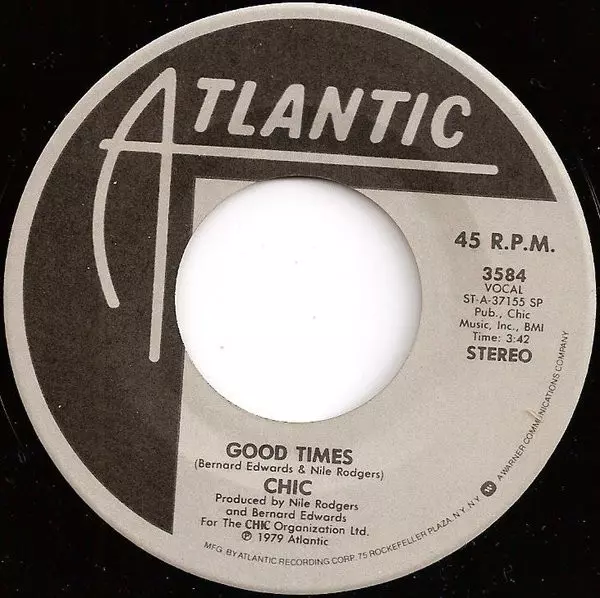 ATLANTIC
45 R.P.M.
3584
VOCAL
ST-A-37155 SP
Pub., Chic
Music, Inc., BMI
Time: 3:42
STEREO
GOOD TIMES
(Bernard Edwards & Nile Rodgers)
CHIC
Produced by Nile Rodgers
and Bernard Edwards
For The CHIC Organization Ltd.
℗ 1979 Atlantic
MFG. BY ATLANTIC RECORDING CORP. 75 ROCKEFELLER PLAZA, N.Y. N.Y. A WARNER COMMUNICATIONS COMPANY